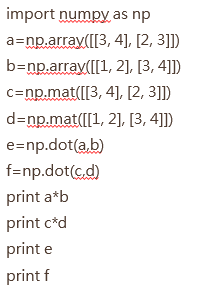 import numpy as np
a=np.array([[3, 4], [2, 3]])
b=np.array([[1, 2], [3, 4]])
c=np.mat([[3, 4], [2, 3]])
d=np.mat([[1, 2], [3, 4]])
e=np.dot(a,b)
f=np.dot(c,d)
print a*b
print c*d
print e
print f